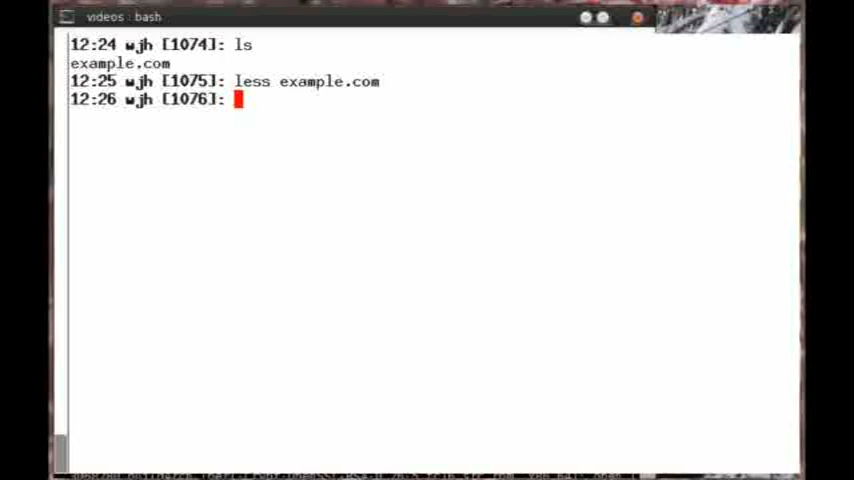 videos : bash
12:24 wjh [1074]: ls
example.com
12:25 wjh [1075]: less example.com
12:26 wjh [1076]: